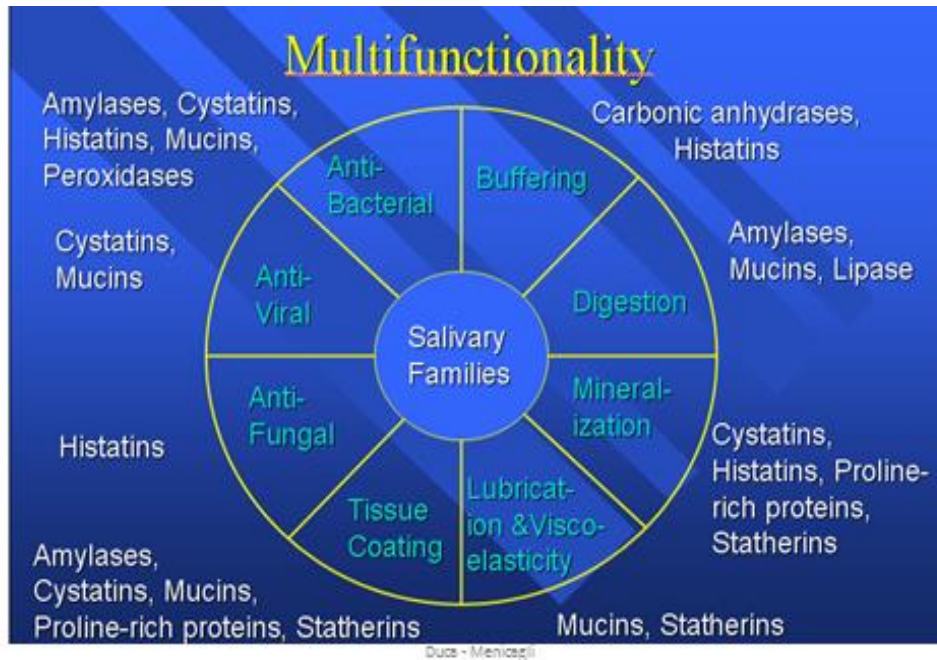 Multifunctionality
Amylases, Cystatins,
Histatins, Mucins,
Peroxidases
Carbonic anhydrases,
Histatins
Anti-
Bacterial
Buffering
Cystatins,
Mucins
Amylases,
Mucins, Lipase
Anti-
Viral
Digestion
Salivary
Families
Anti-
Fungal
Mineral-
ization
Histatins
Cystatins,
Histatins, Proline-
rich proteins,
Statherins
Tissue
Coating
Lubricat-
ion &Visco-
elasticity
Amylases,
Cystatins, Mucins,
Proline-rich proteins, Statherins
Mucins, Statherins
Duca - Menicagli